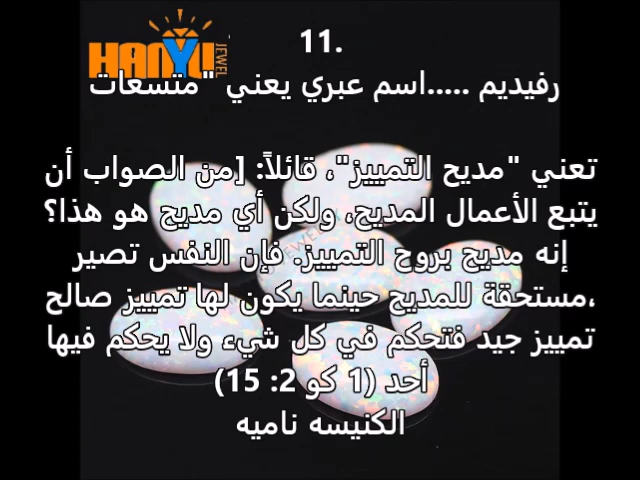 HANYU
JEWEL
11.
رفيديم .....اسم عبري يعني "متسعات
تعني "مديح التمييز"، قائلاً: [من الصواب أن
يتبع الأعمال المديح، ولكن أي مديح هو هذا؟
إنه مديح بروح التمييز. فإن النفس تصير
مستحقة للمديح حينما يكون لها تمييز صالح،
تمييز جيد فتحكم في كل شيء ولا يحكم فيها
أحد (1 كو 2: 15)
الكنيسه ناميه